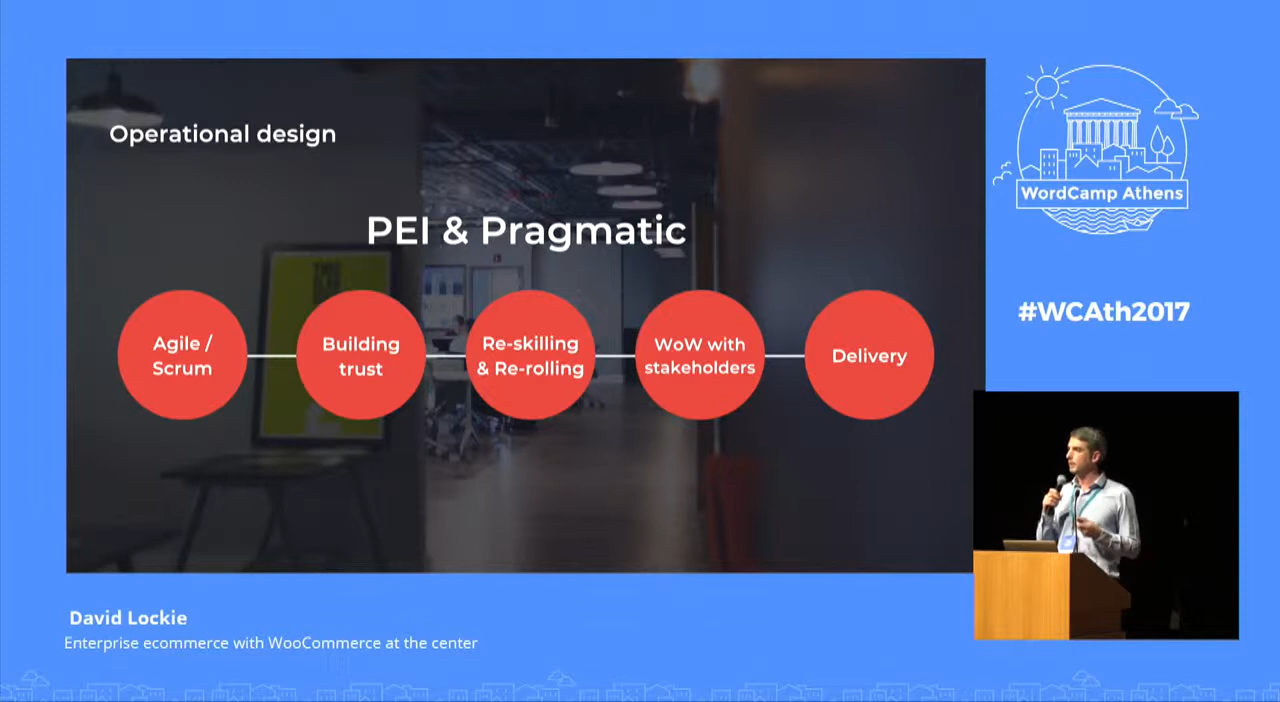 Operational design
PEI & Pragmatic
Agile /
Scrum
Building
trust
Re-skilling
& Re-rolling
WoW with
stakeholders
Delivery
WordCamp Athens
#WCAth2017
David Lockie
Enterprise ecommerce with WooCommerce at the center